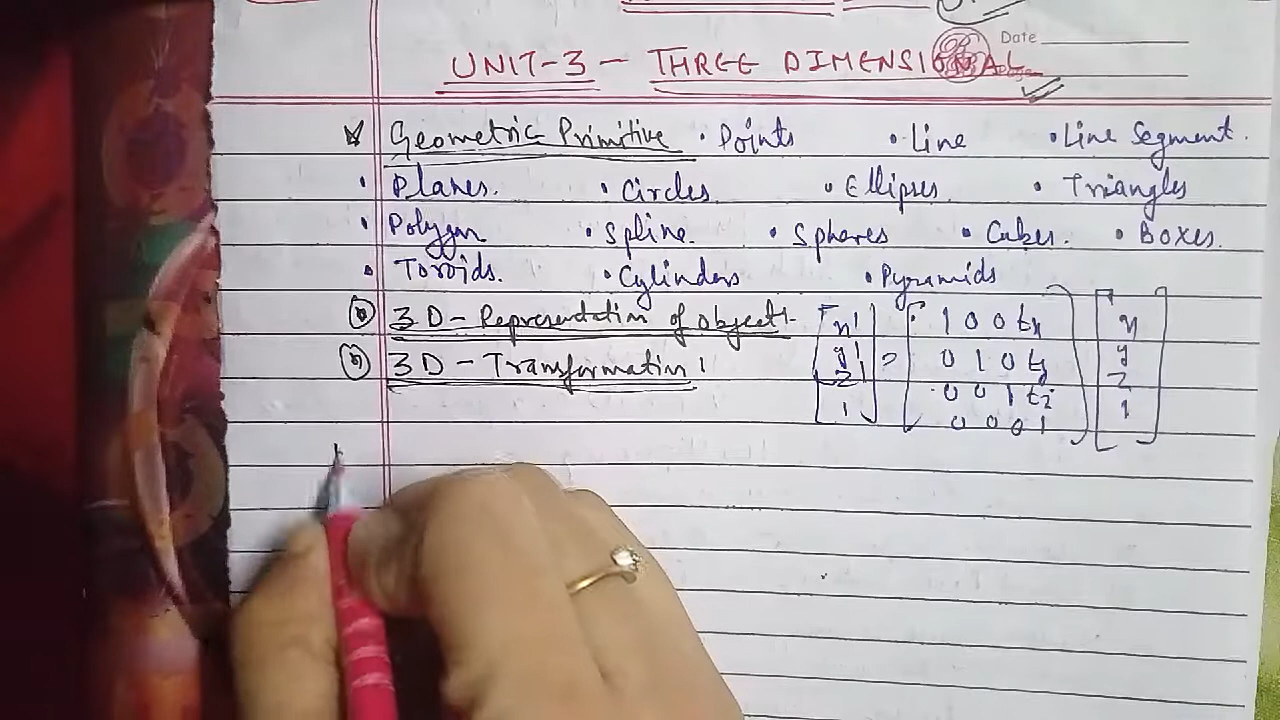 Date
UNIT-3 - THREE DIMENSIONAL
Geometric Primitive • Points • Line • Line Segment.
• Planes. • Circles. • Ellipses • Triangles
• Polygon • Spline. • Spheres • Cubes. • Boxes.
• Toroids. • Cylinders • Pyramids
3D - Representation of objects
3D - Transformation
x' 1 0 0 tx x
y' = 0 1 0 ty y
z' 0 0 1 tz z
1 0 0 0 1 1